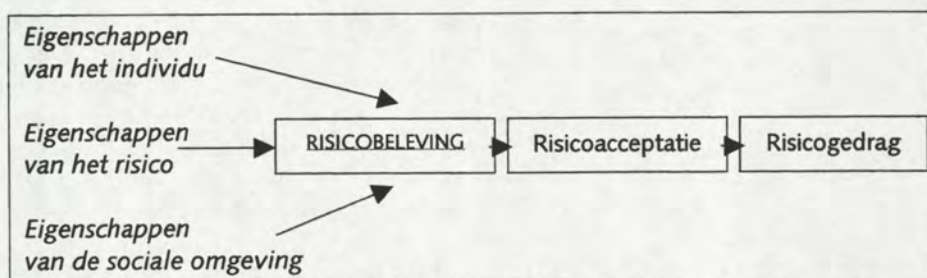 Eigenschappen
van het individu
Eigenschappen
van het risico
RISICOBELEVING
Risicoacceptatie
Risicogedrag
Eigenschappen
van de sociale omgeving